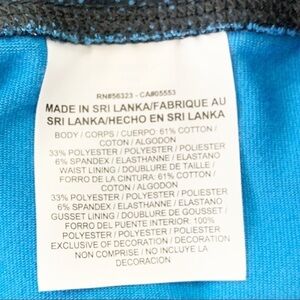 RN#56323 - CA#05553
MADE IN SRI LANKA/FABRIQUE AU
SRI LANKA/HECHO EN SRI LANKA
BODY / CORPS / CUERPO: 61% COTTON /
COTON / ALGODON
33% POLYESTER / POLYESTER / POLIESTER
6% SPANDEX / ELASTHANNE / ELASTANO
WAIST LINING / DOUBLURE DE TAILLE /
FORRO DE LA CINTURA: 61% COTTON /
COTON / ALGODON
33% POLYESTER / POLYESTER / POLIESTER
6% SPANDEX / ELASTHANNE / ELASTANO
GUSSET LINING / DOUBLURE DE GOUSSET /
FORRO DEL PUENTE INTERIOR: 100%
POLYESTER / POLYESTER / POLIESTER
EXCLUSIVE OF DECORATION / DECORATION
NON COMPRISE / NO INCLUYE LA
DECORACION